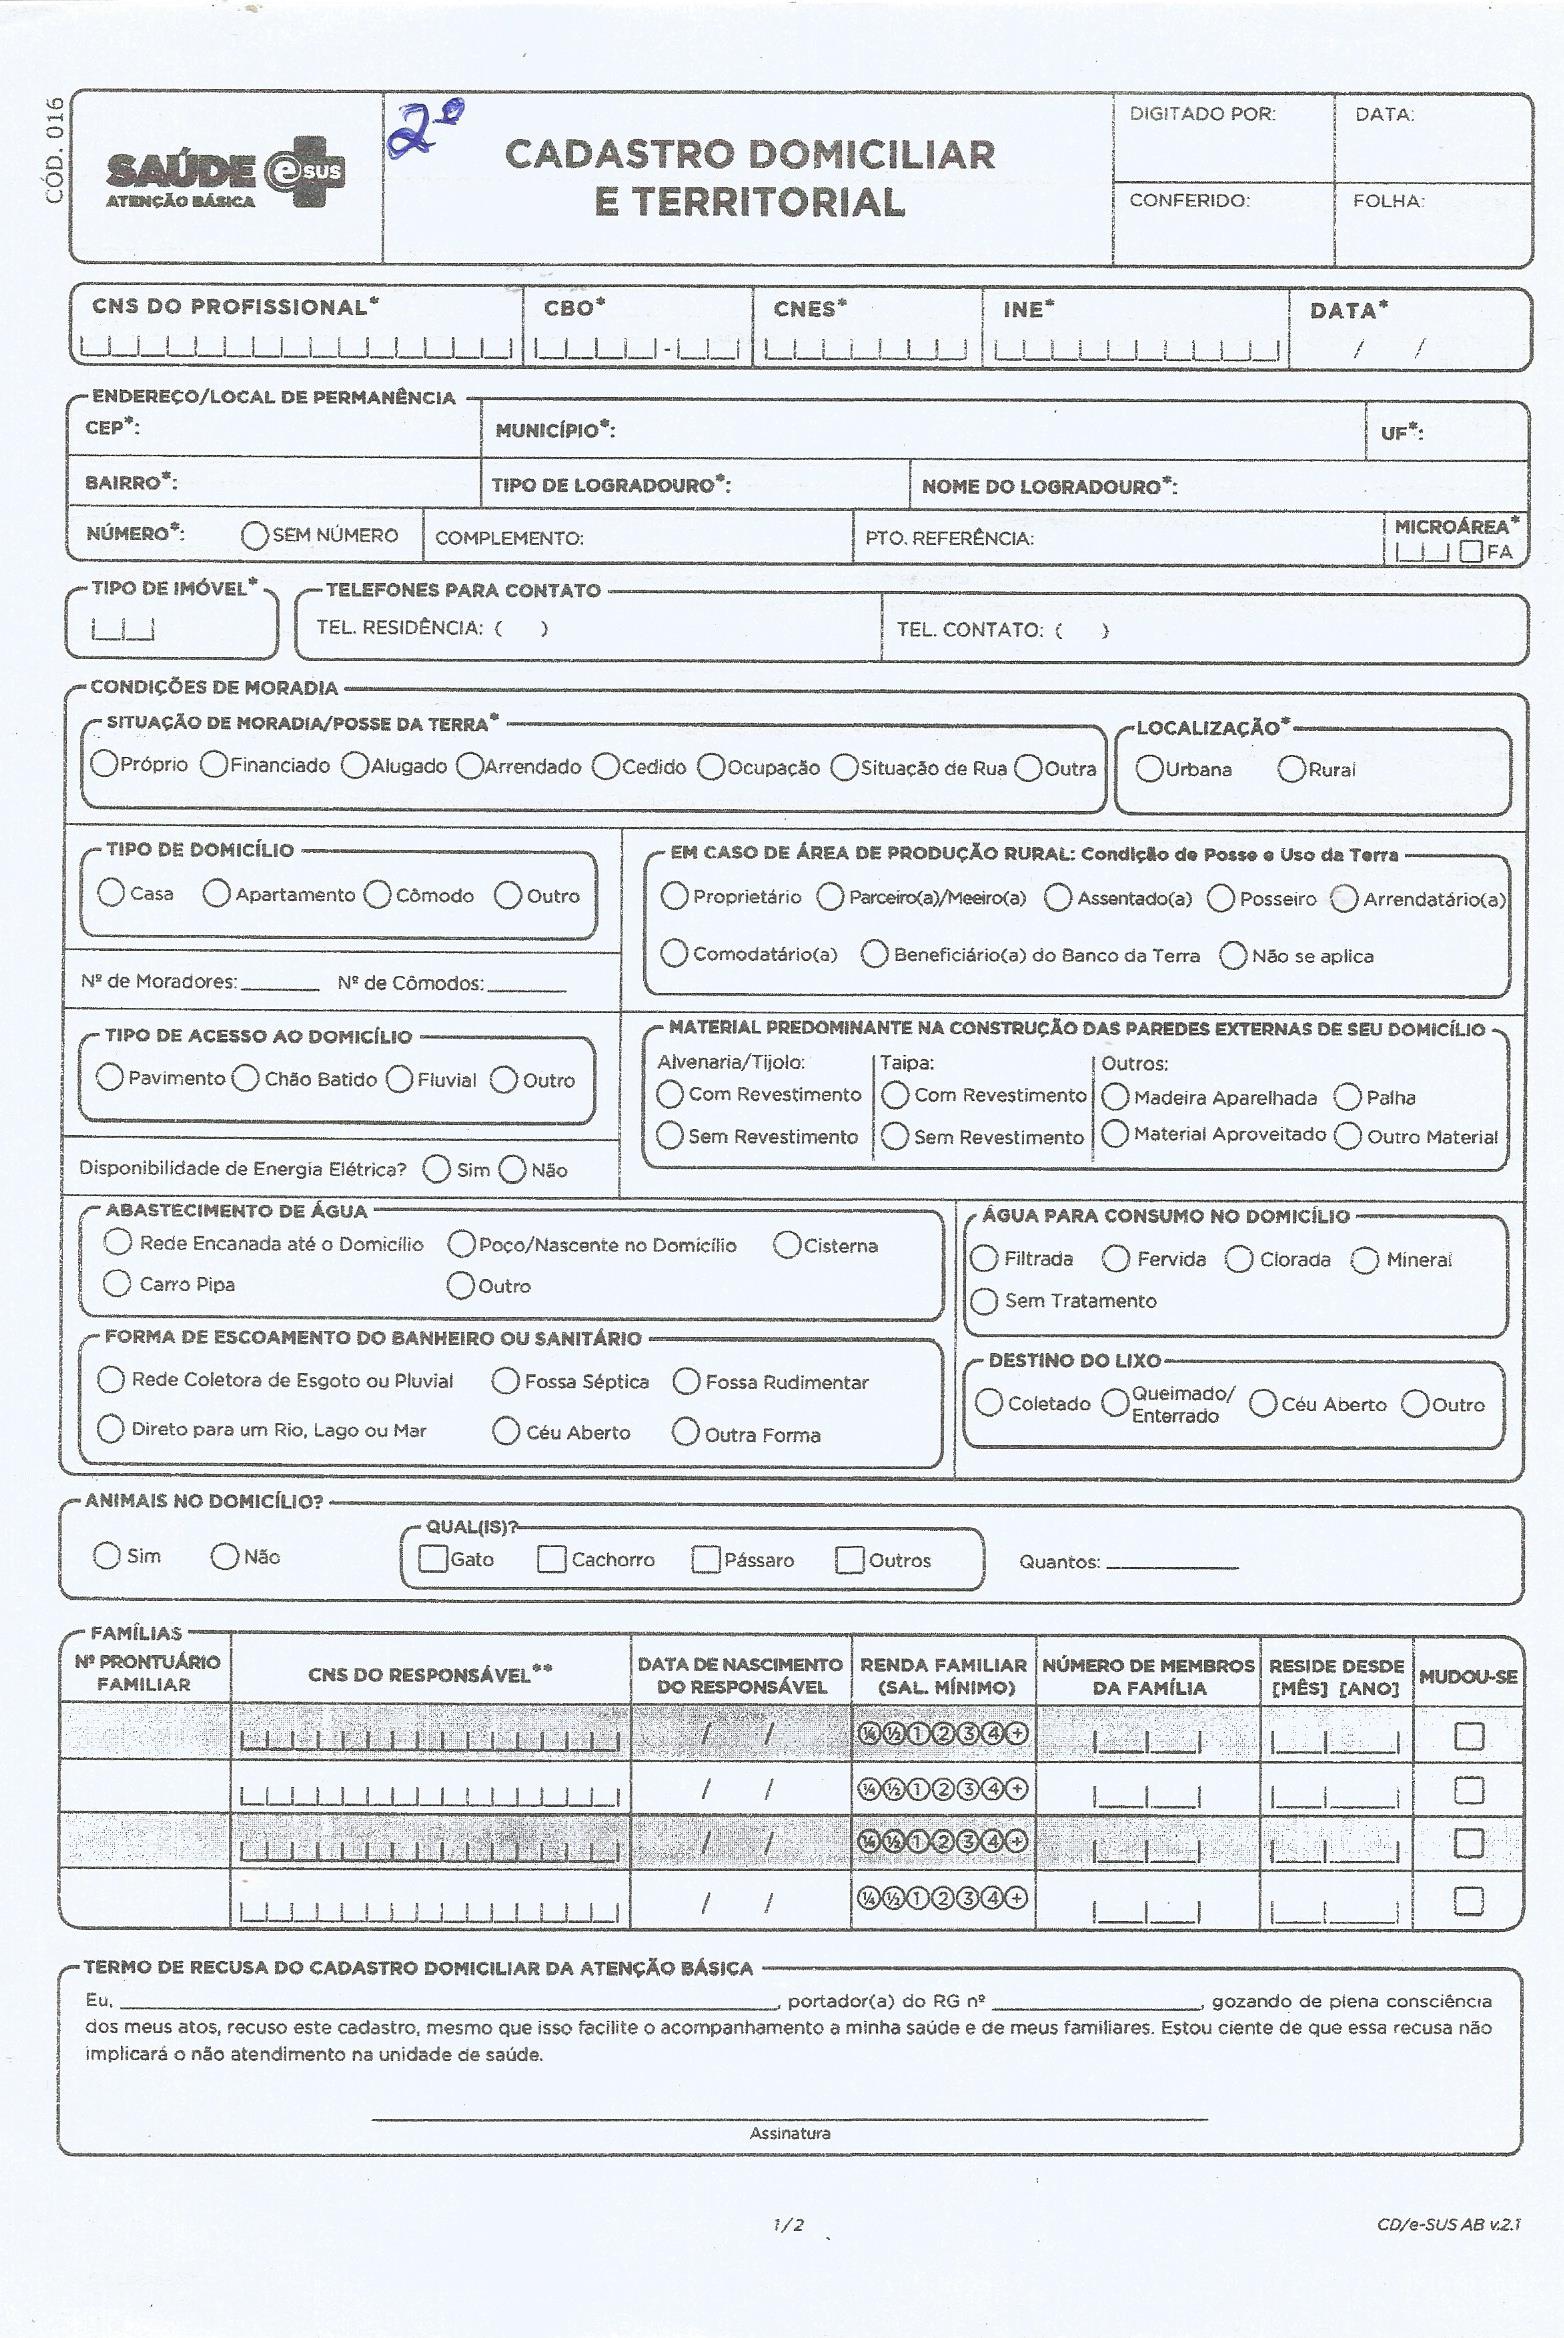 CÓD. 016
SAÚDE e SUS
ATENÇÃO BÁSICA
2º
CADASTRO DOMICILIAR
E TERRITORIAL
DIGITADO POR: DATA:
CONFERIDO: FOLHA:
CNS DO PROFISSIONAL* CBO* CNES* INE* DATA*
- / /
ENDEREÇO/LOCAL DE PERMANÊNCIA
CEP*: MUNICÍPIO*: UF*:
BAIRRO*: TIPO DE LOGRADOURO*: NOME DO LOGRADOURO*:
NÚMERO*: SEM NÚMERO COMPLEMENTO: PTO. REFERÊNCIA: MICROÁREA*
FA
TIPO DE IMÓVEL* TELEFONES PARA CONTATO
TEL. RESIDÊNCIA: ( ) TEL. CONTATO: ( )
CONDIÇÕES DE MORADIA
SITUAÇÃO DE MORADIA/POSSE DA TERRA* LOCALIZAÇÃO*
Próprio Financiado Alugado Arrendado Cedido Ocupação Situação de Rua Outra Urbana Rural
TIPO DE DOMICÍLIO EM CASO DE ÁREA DE PRODUÇÃO RURAL: Condição de Posse e Uso da Terra
Casa Apartamento Cômodo Outro Proprietário Parceiro(a)/Meeiro(a) Assentado(a) Posseiro Arrendatário(a)
Comodatário(a) Beneficiário(a) do Banco da Terra Não se aplica
Nº de Moradores:______ Nº de Cômodos:______
TIPO DE ACESSO AO DOMICÍLIO MATERIAL PREDOMINANTE NA CONSTRUÇÃO DAS PAREDES EXTERNAS DE SEU DOMICÍLIO
Alvenaria/Tijolo: Taipa: Outros:
Pavimento Chão Batido Fluvial Outro Com Revestimento Com Revestimento Madeira Aparelhada Palha
Sem Revestimento Sem Revestimento Material Aproveitado Outro Material
Disponibilidade de Energia Elétrica? Sim Não
ABASTECIMENTO DE ÁGUA ÁGUA PARA CONSUMO NO DOMICÍLIO
Rede Encanada até o Domicílio Poço/Nascente no Domicílio Cisterna Filtrada Fervida Clorada Mineral
Carro Pipa Outro Sem Tratamento
FORMA DE ESCOAMENTO DO BANHEIRO OU SANITÁRIO DESTINO DO LIXO
Rede Coletora de Esgoto ou Pluvial Fossa Séptica Fossa Rudimentar Coletado Queimado/
Enterrado Céu Aberto Outro
Direto para um Rio, Lago ou Mar Céu Aberto Outra Forma
ANIMAIS NO DOMICÍLIO?
QUAL(IS)?
Sim Não Gato Cachorro Pássaro Outros Quantos: __________
FAMÍLIAS
Nº PRONTUÁRIO
FAMILIAR CNS DO RESPONSÁVEL** DATA DE NASCIMENTO
DO RESPONSÁVEL RENDA FAMILIAR
(SAL. MÍNIMO) NÚMERO DE MEMBROS
DA FAMÍLIA RESIDE DESDE
[MÊS] [ANO] MUDOU-SE
/ / ¼ ½ 1 2 3 4 +
/ / ¼ ½ 1 2 3 4 +
/ / ¼ ½ 1 2 3 4 +
/ / ¼ ½ 1 2 3 4 +
TERMO DE RECUSA DO CADASTRO DOMICILIAR DA ATENÇÃO BÁSICA
Eu, ______________________________, portador(a) do RG nº ______________, gozando de plena consciência
dos meus atos, recuso este cadastro, mesmo que isso facilite o acompanhamento a minha saúde e de meus familiares. Estou ciente de que essa recusa não
implicará o não atendimento na unidade de saúde.
Assinatura
1/2
CD/e-SUS AB v.2.1